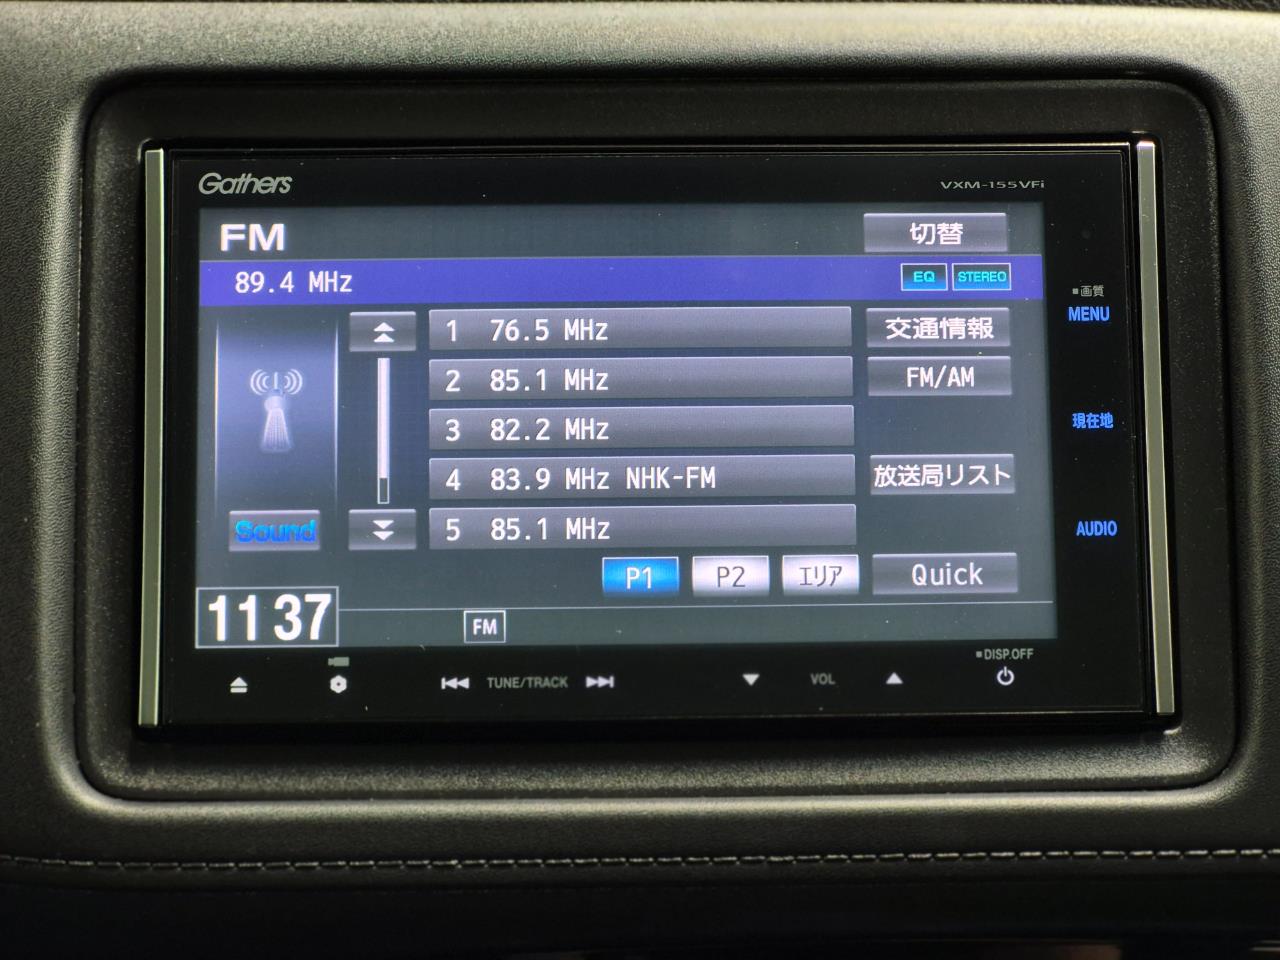 Gathers
VXM-155VFi
FM
切替
89.4 MHz
EQ STEREO
1 76.5 MHz
交通情報
2 85.1 MHz
FM/AM
3 82.2 MHz
4 83.9 MHz NHK-FM
放送局リスト
5 85.1 MHz
Sound
P1 P2 エリア Quick
11 37
FM
画質
MENU
現在地
AUDIO
TUNE/TRACK
VOL
DISP.OFF